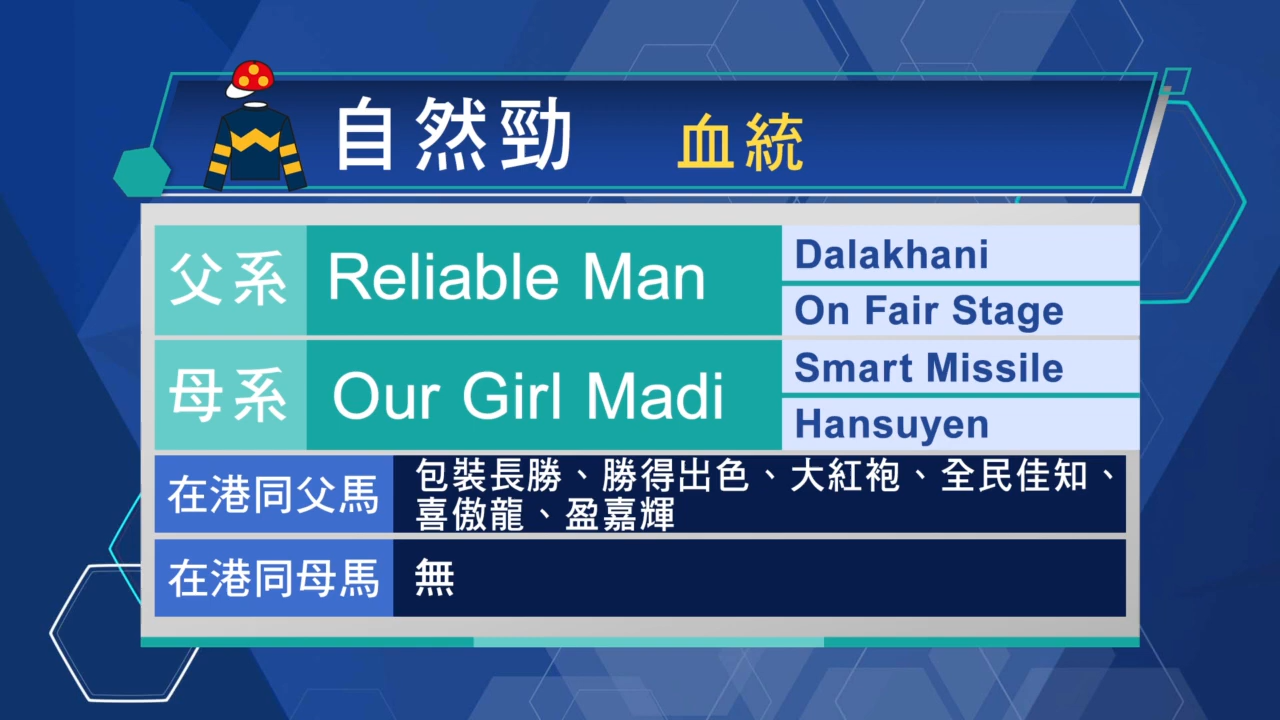 自然勁 血統
父系 Reliable Man
Dalakhani
On Fair Stage
母系 Our Girl Madi
Smart Missile
Hansuyen
在港同父馬 包裝長勝、勝得出色、大紅袍、全民佳知、
喜傲龍、盈嘉輝
在港同母馬 無